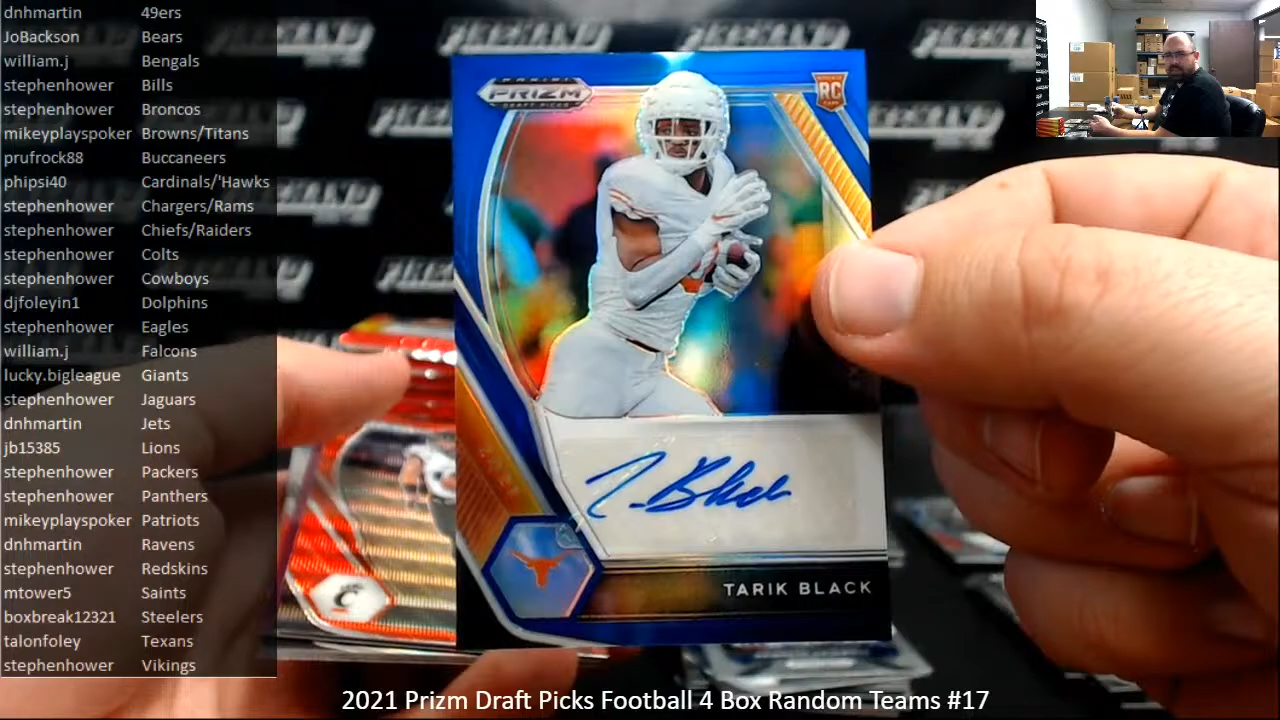 dnhmartin 49ers
JoBackson Bears
william.j Bengals
stephenhower Bills
stephenhower Broncos
mikeyplayspoker Browns/Titans
prufrock88 Buccaneers
phipsi40 Cardinals/'Hawks
stephenhower Chargers/Rams
stephenhower Chiefs/Raiders
stephenhower Colts
stephenhower Cowboys
djfoleyin1 Dolphins
stephenhower Eagles
william.j Falcons
lucky.bigleague Giants
stephenhower Jaguars
dnhmartin Jets
jb15385 Lions
stephenhower Packers
stephenhower Panthers
mikeyplayspoker Patriots
dnhmartin Ravens
stephenhower Redskins
mtower5 Saints
boxbreak12321 Steelers
talonfoley Texans
stephenhower Vikings
PANINI
PRIZM
DRAFT PICKS
RC
T. Black
TARIK BLACK
2021 Prizm Draft Picks Football 4 Box Random Teams #17